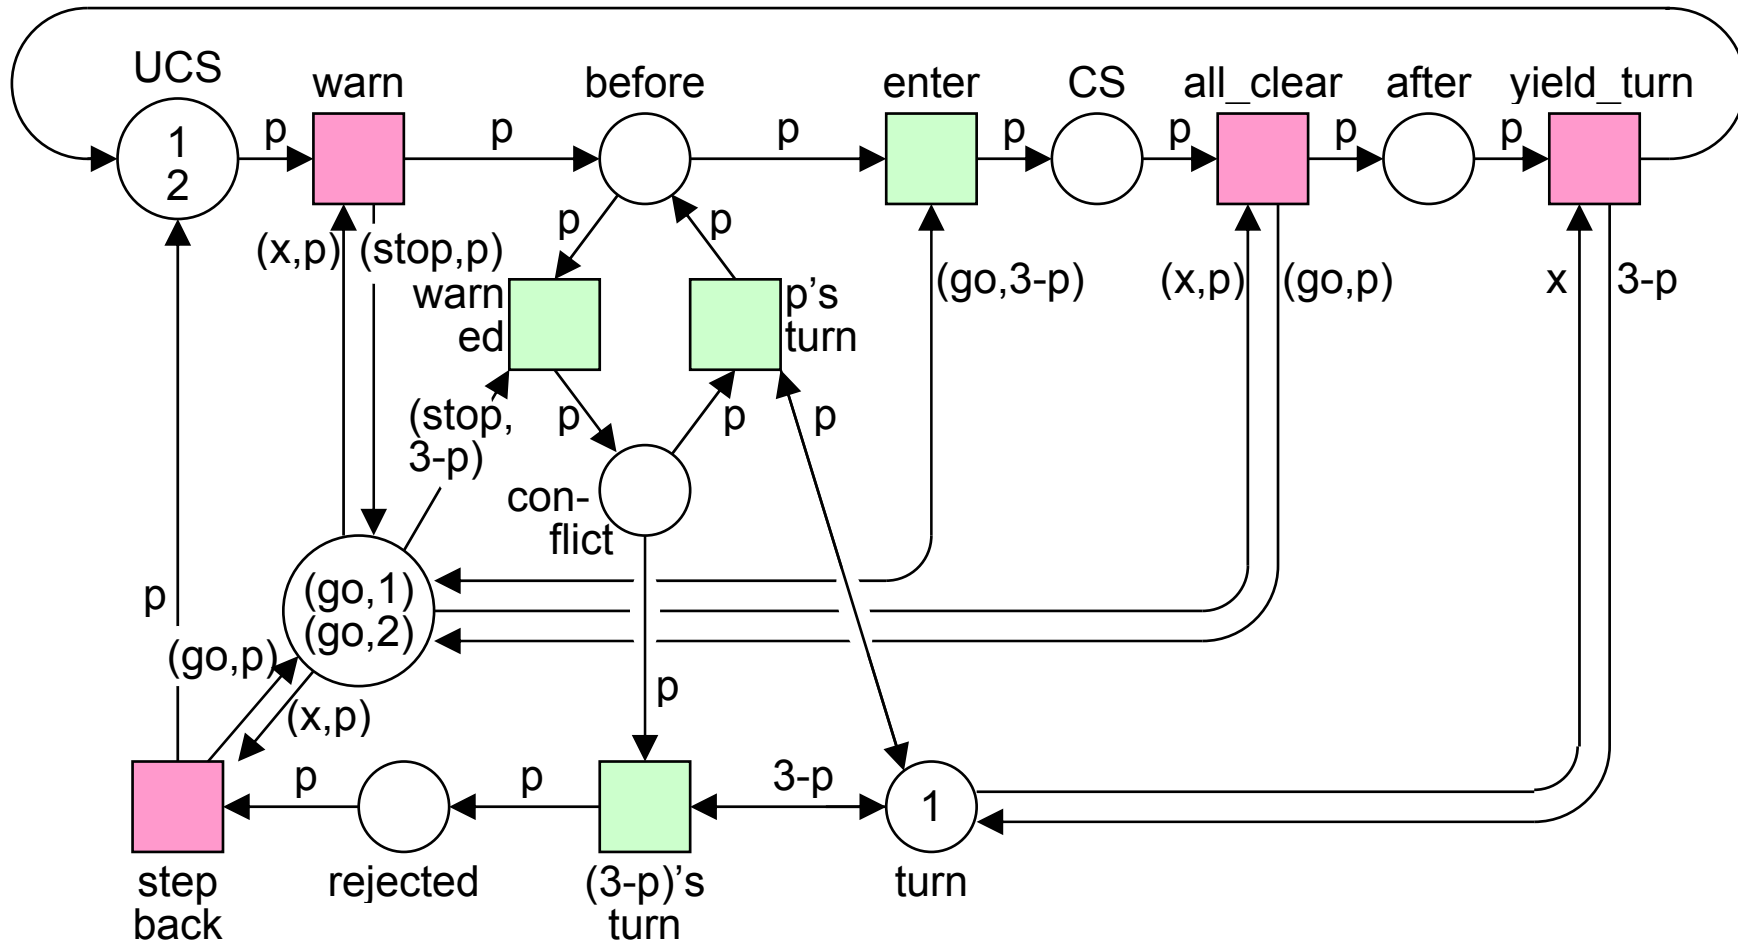 UCS
warn
before
enter
CS
all_clear
after
yield_turn
1
2
p
p
p
p
p
p
p
(x,p)
(stop,p)
p
p
(go,3-p)
(x,p)
(go,p)
x
3-p
warn
ed
p's
turn
(stop,
3-p)
p
p
p
con-
flict
(go,1)
(go,2)
p
(go,p)
(x,p)
p
p
p
3-p
1
step
back
rejected
(3-p)'s
turn
turn